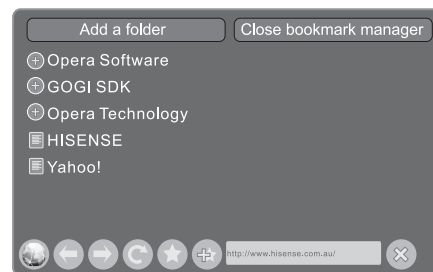 Add a folder Close bookmark manager
Opera Software
GOGI SDK
Opera Technology
HISENSE
Yahoo!
http://www.hisense.com.au/